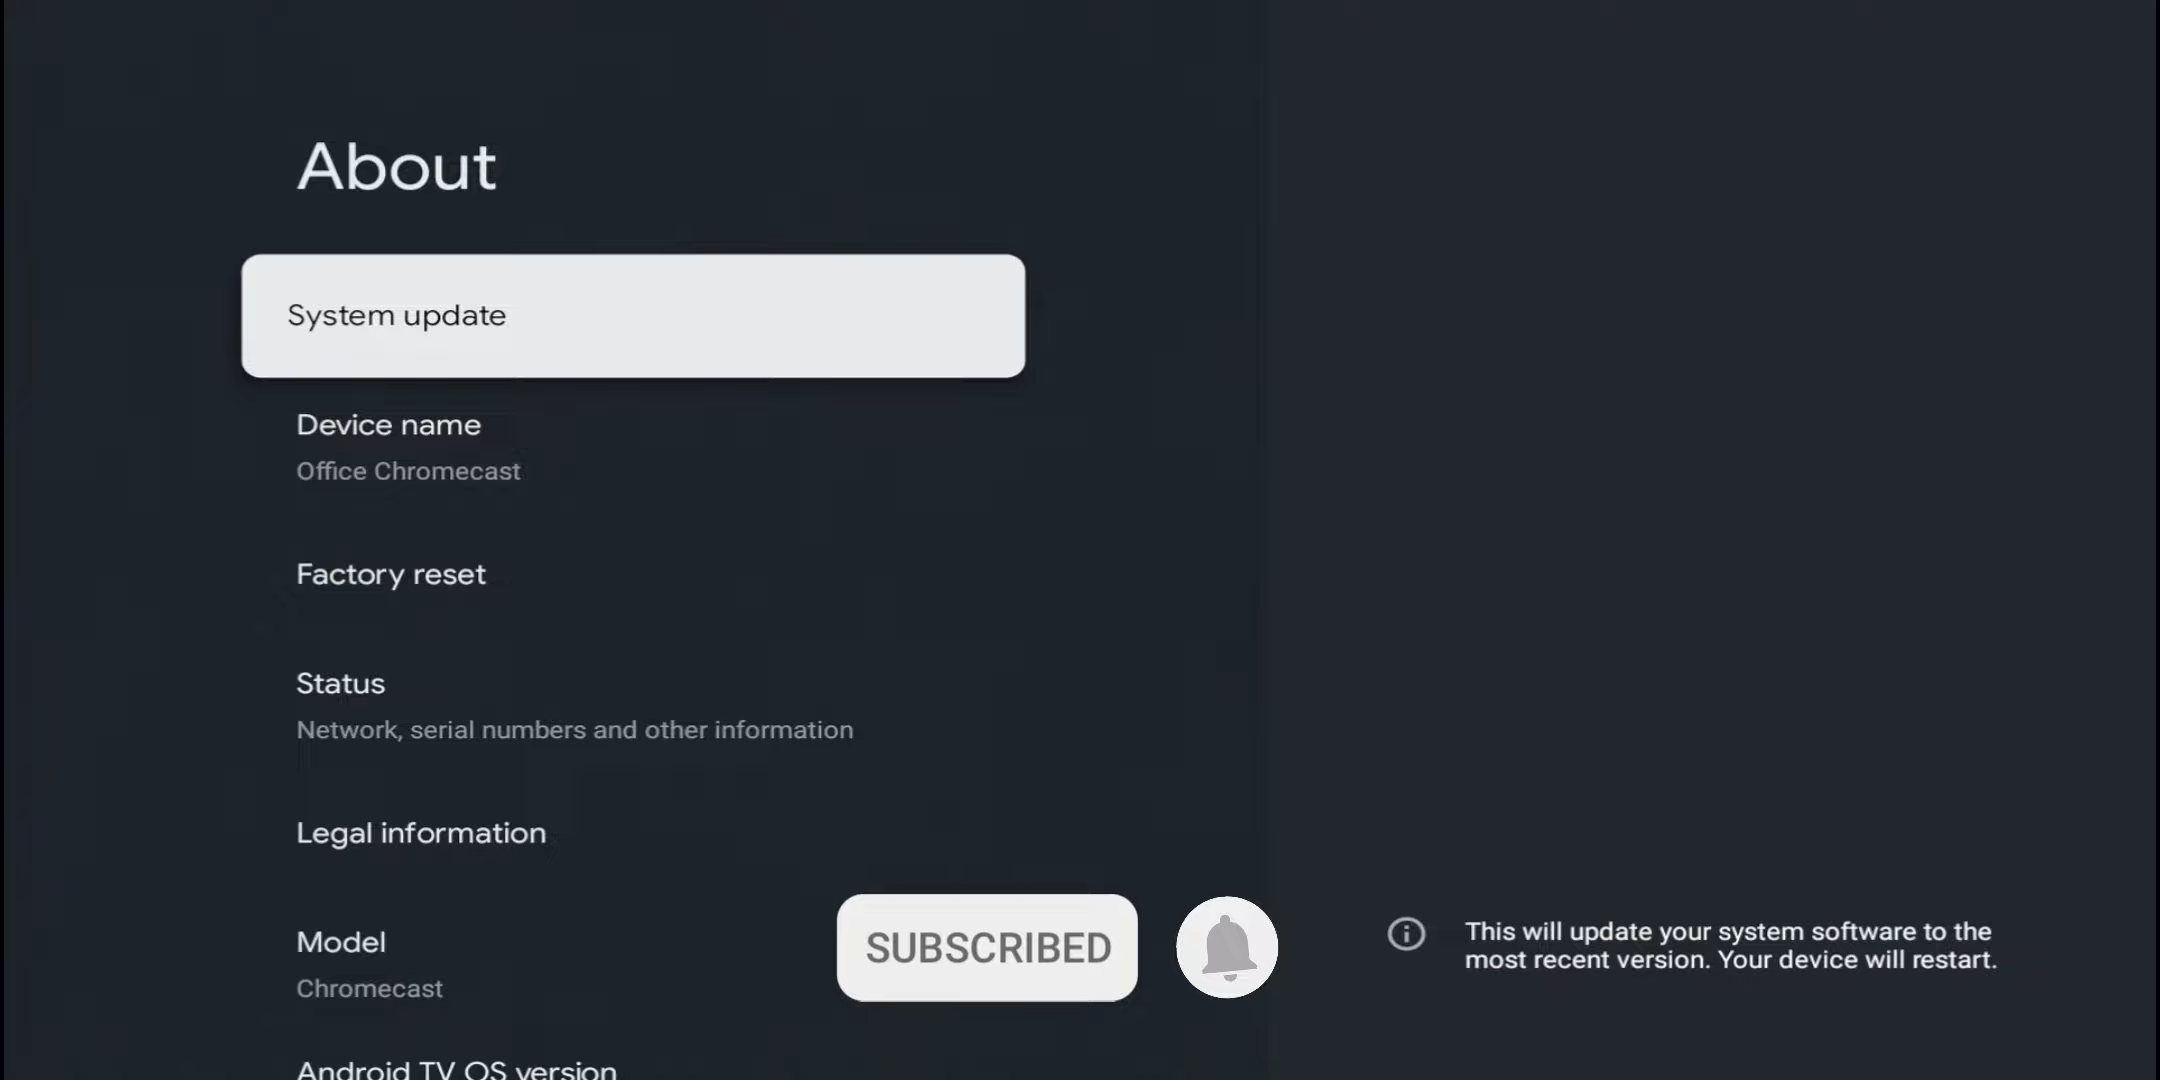 About
System update
Device name
Office Chromecast
Factory reset
Status
Network, serial numbers and other information
Legal information
Model
Chromecast
Android TV OS version
SUBSCRIBED
This will update your system software to the
most recent version. Your device will restart.